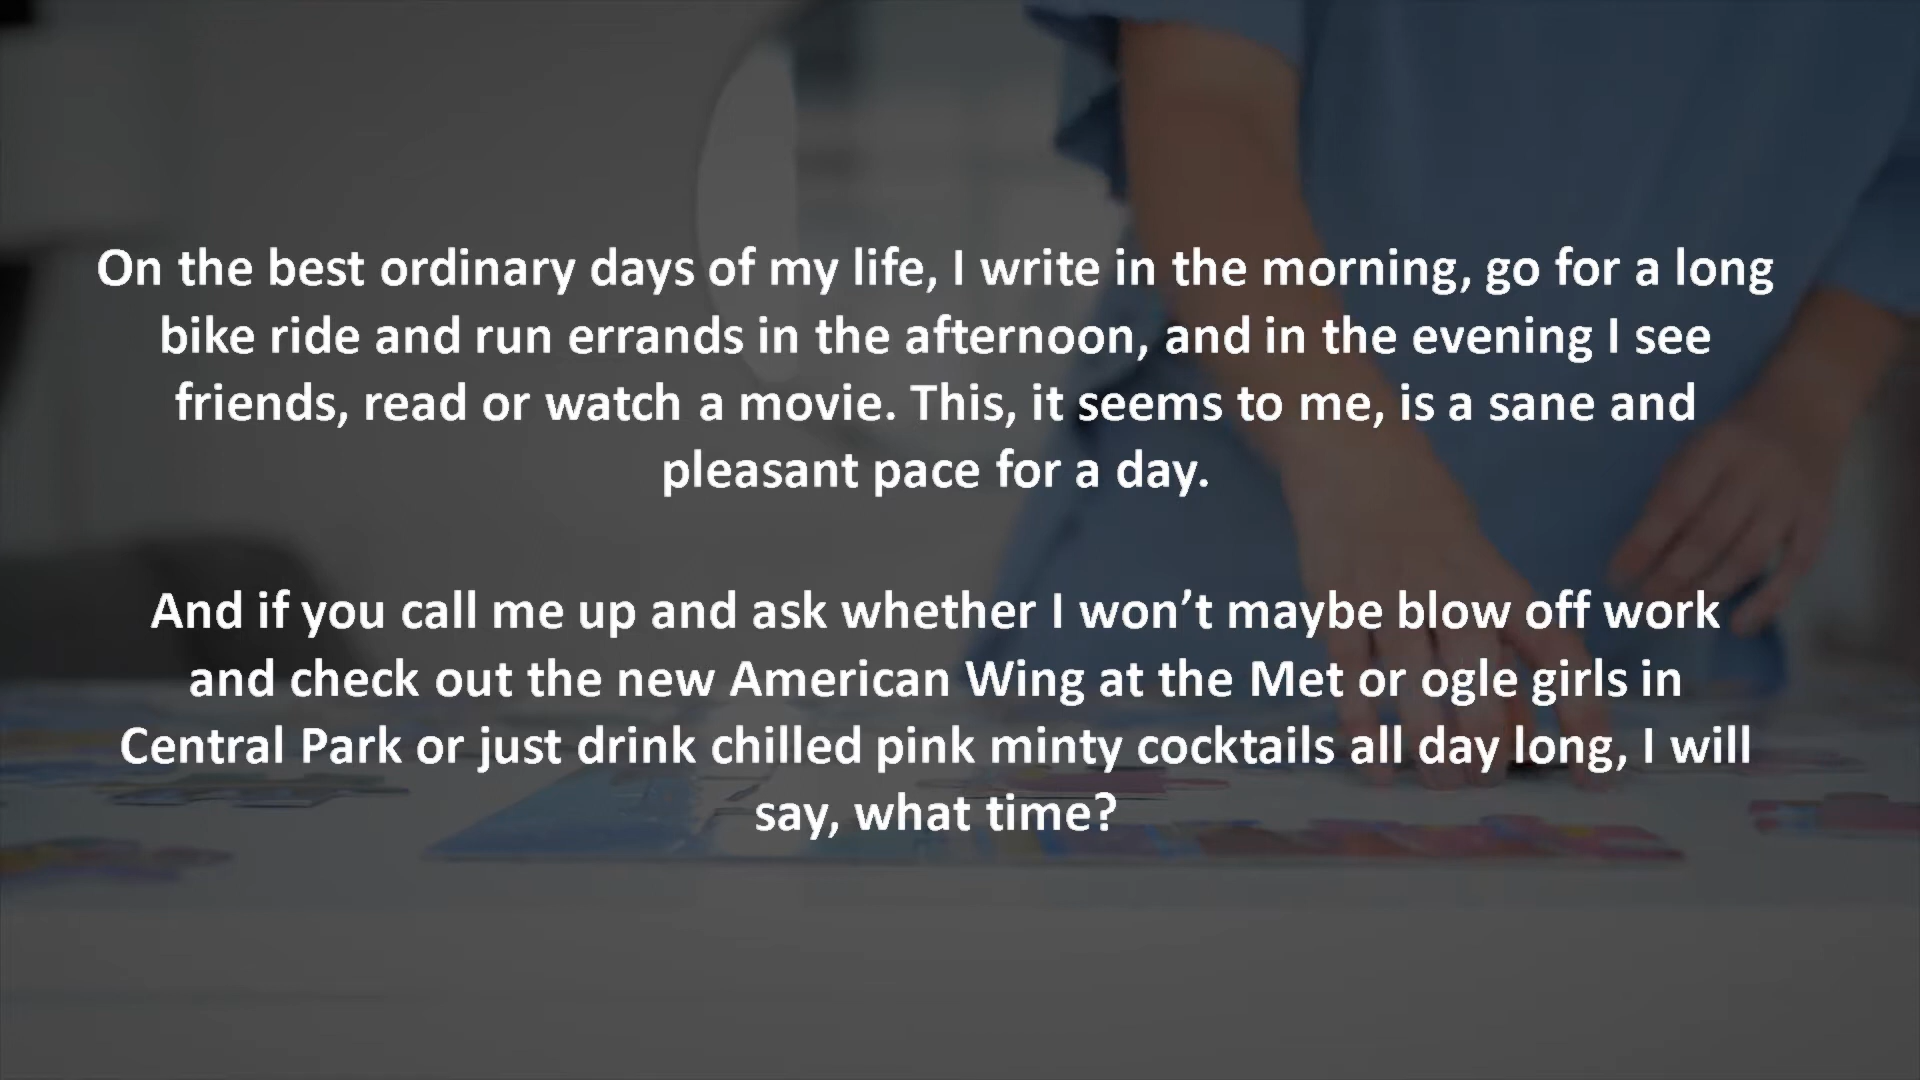 On the best ordinary days of my life, I write in the morning, go for a long
bike ride and run errands in the afternoon, and in the evening I see
friends, read or watch a movie. This, it seems to me, is a sane and
pleasant pace for a day.
And if you call me up and ask whether I won’t maybe blow off work
and check out the new American Wing at the Met or ogle girls in
Central Park or just drink chilled pink minty cocktails all day long, I will
say, what time?